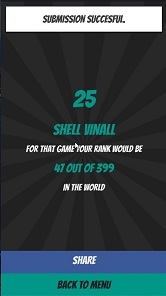 SUBMISSION SUCCESFUL.
25
SHELL VINALL
FOR THAT GAME YOUR RANK WOULD BE
47 OUT OF 399
IN THE WORLD
SHARE
BACK TO MENU